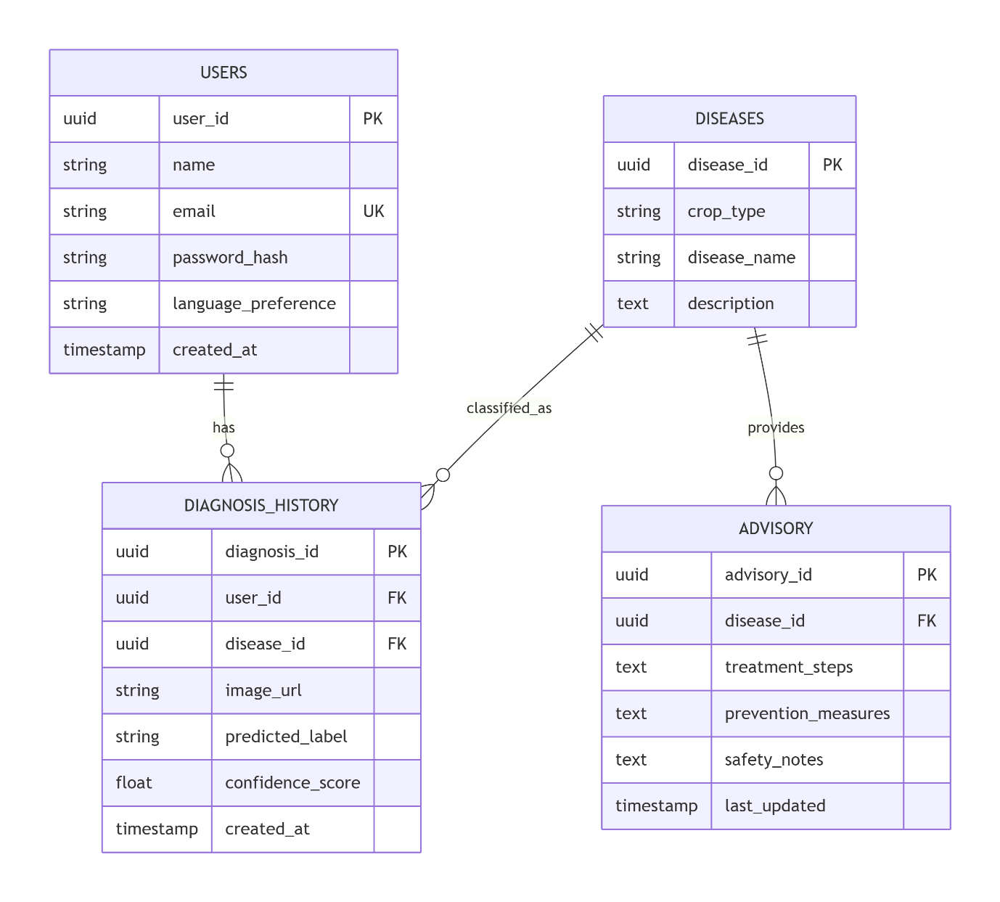 USERS
uuid user_id PK
string name
string email UK
string password_hash
string language_preference
timestamp created_at
DISEASES
uuid disease_id PK
string crop_type
string disease_name
text description
has
classified_as
provides
DIAGNOSIS_HISTORY
uuid diagnosis_id PK
uuid user_id FK
uuid disease_id FK
string image_url
string predicted_label
float confidence_score
timestamp created_at
ADVISORY
uuid advisory_id PK
uuid disease_id FK
text treatment_steps
text prevention_measures
text safety_notes
timestamp last_updated